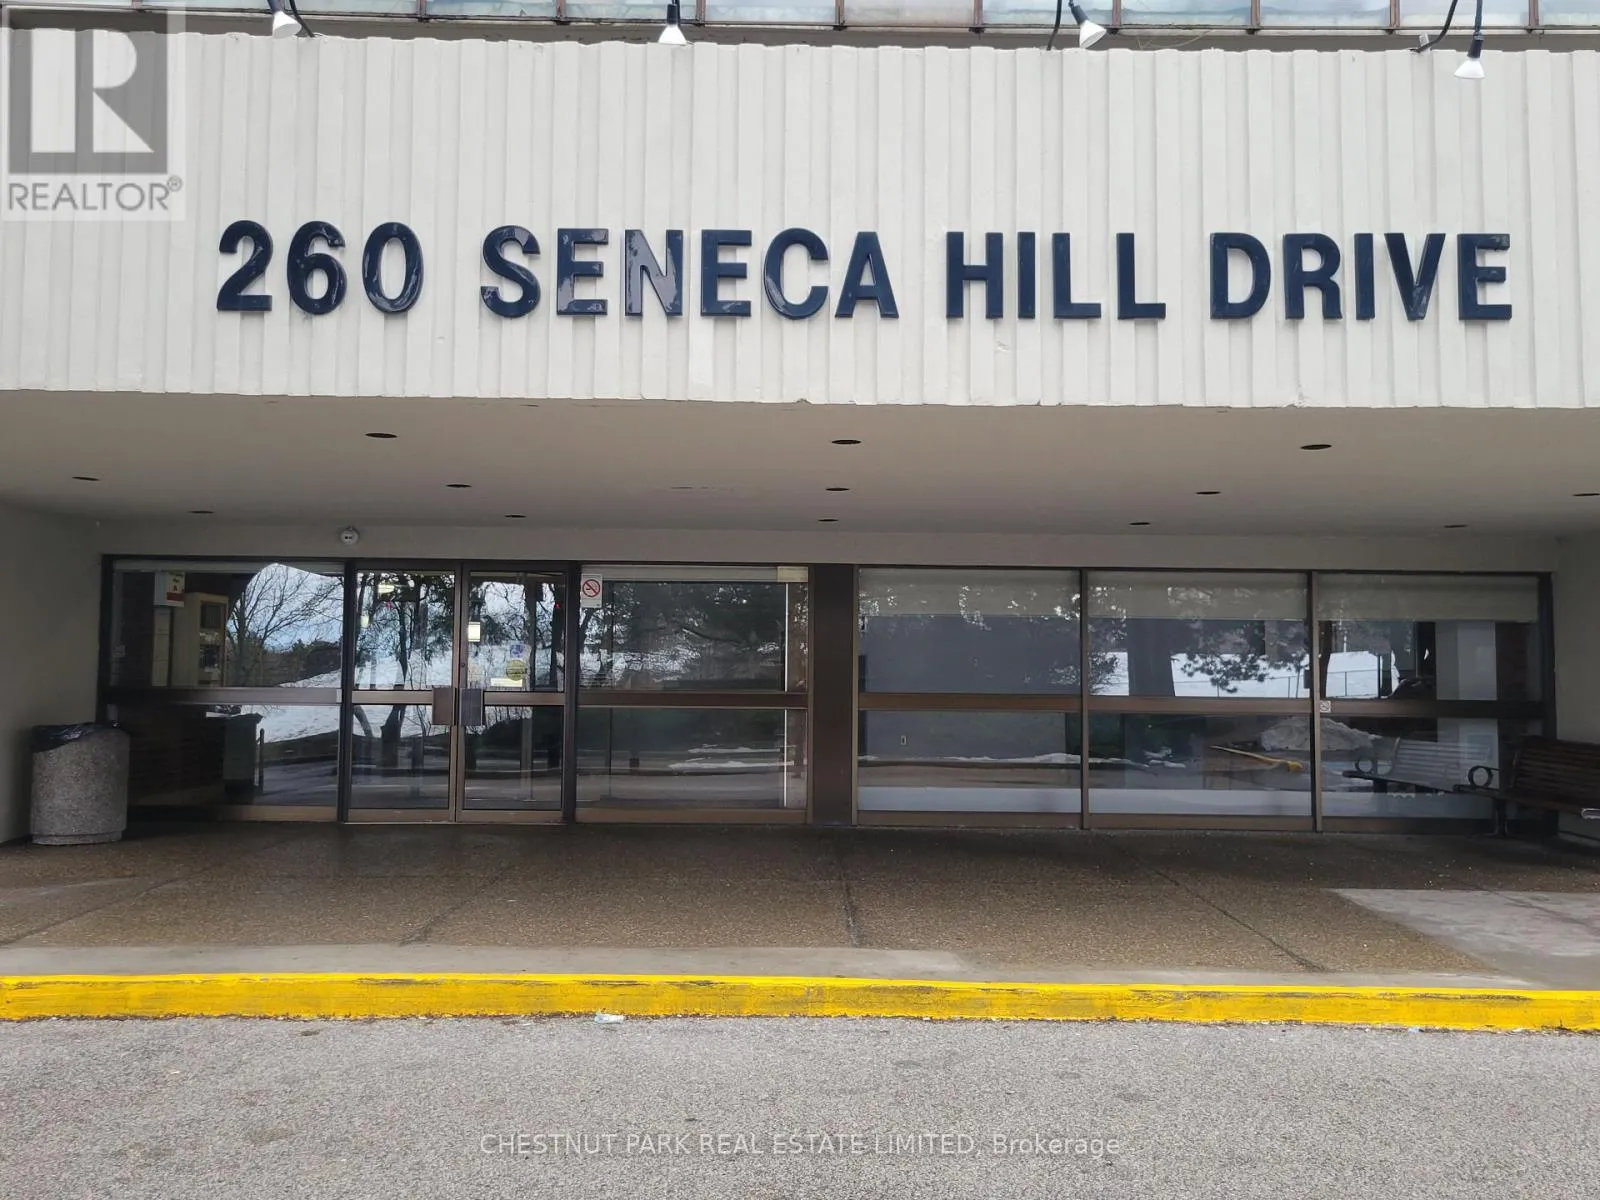 R
REALTOR®
260 SENECA HILL DRIVE
CHESTNUT PARK REAL ESTATE LIMITED, Brokerage